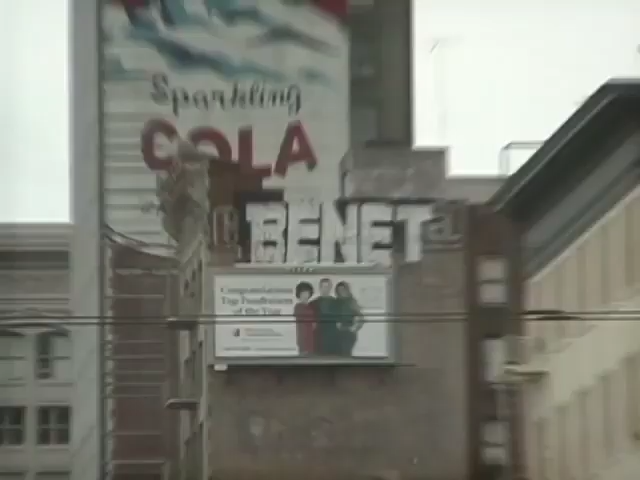 Sparkling
COLA
BENET
Congratulations
Top Fundraisers
of the Year